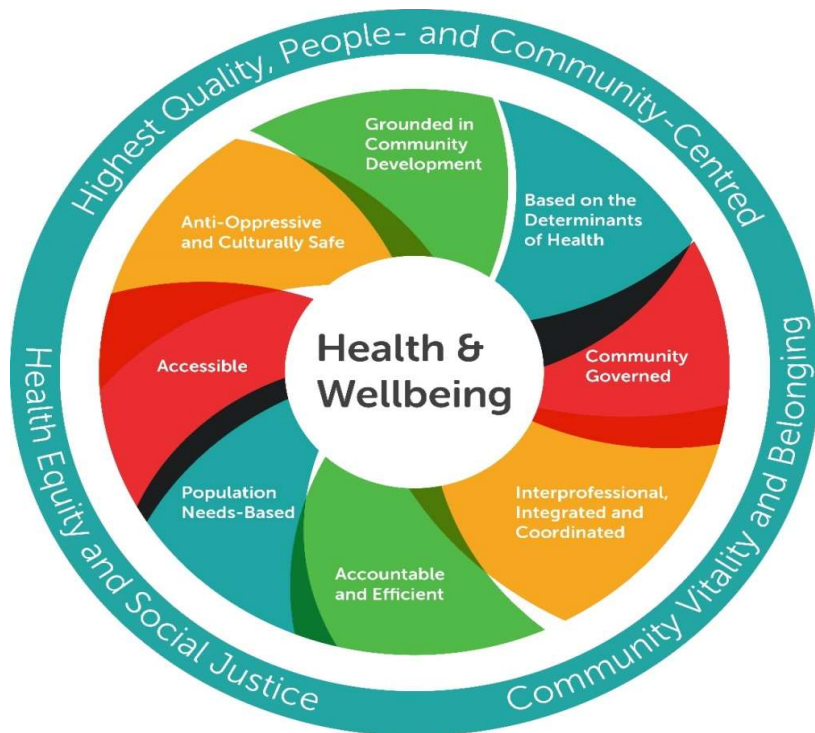 Highest Quality, People- and Community-Centred
Grounded in
Community
Development
Based on the
Determinants
of Health
Anti-Oppressive
and Culturally Safe
Health &
Wellbeing
Accessible
Community
Governed
Population
Needs-Based
Interprofessional,
Integrated and
Coordinated
Accountable
and Efficient
Health Equity and Social Justice
Community Vitality and Belonging